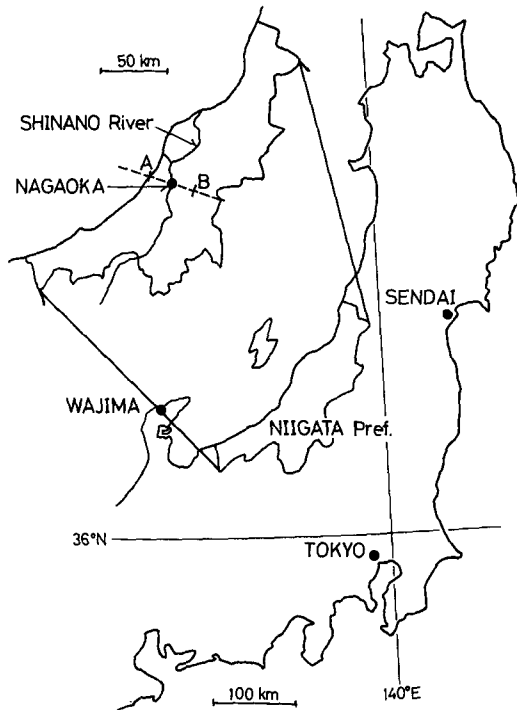 50 km
SHINANO River
A
NAGAOKA
B
SENDAI
WAJIMA
NIIGATA Pref.
36°N
TOKYO
100 km
140°E